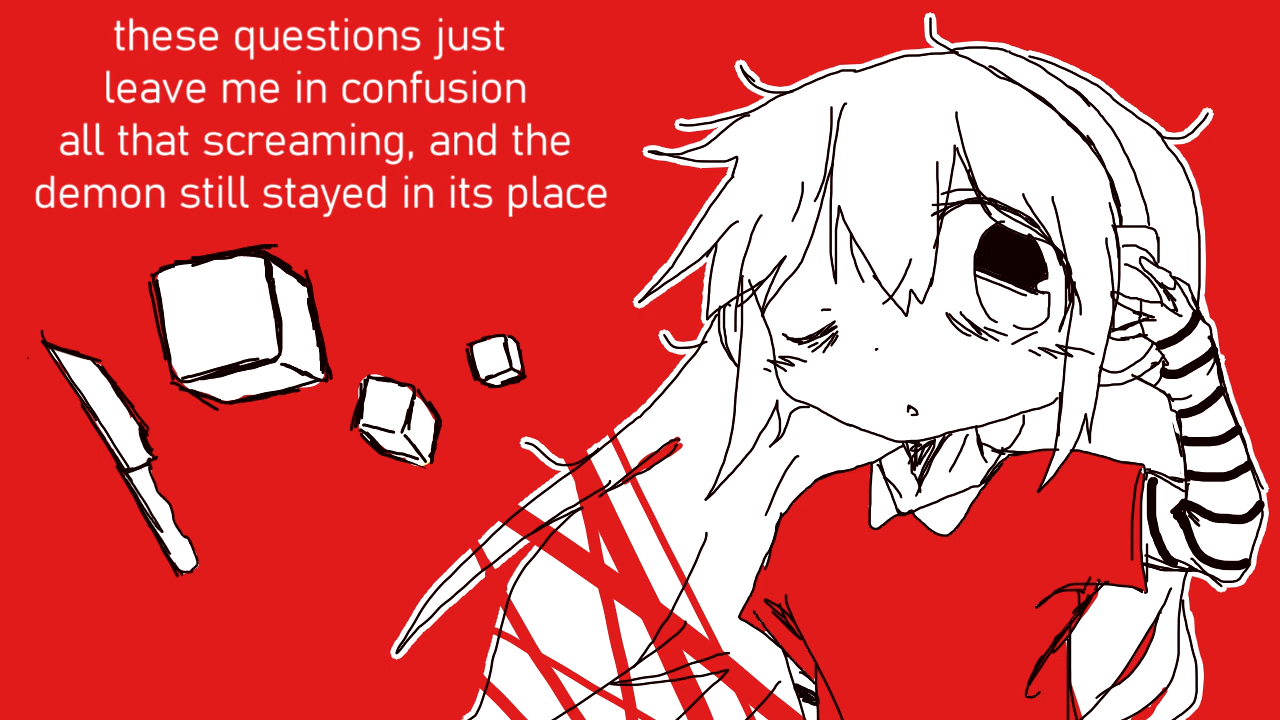 these questions just
leave me in confusion
all that screaming, and the
demon still stayed in its place